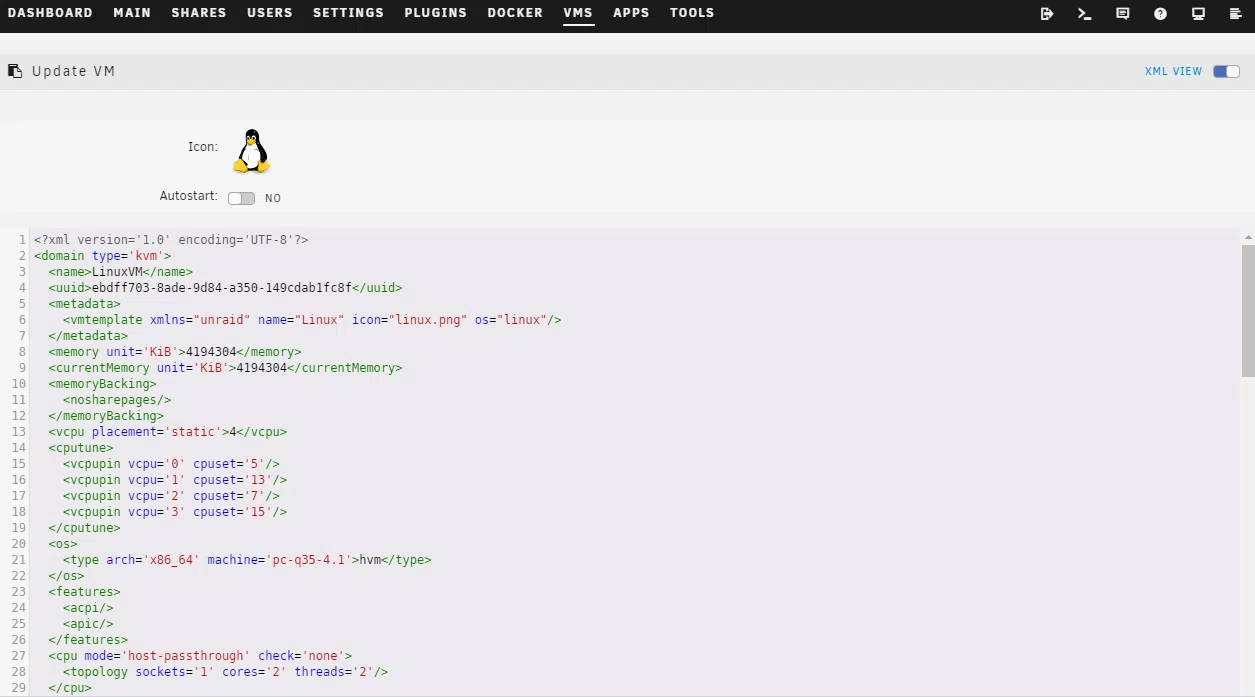 DASHBOARD MAIN SHARES USERS SETTINGS PLUGINS DOCKER VMS APPS TOOLS
Update VM XML VIEW
Icon:
Autostart: NO
1 <?xml version='1.0' encoding='UTF-8'?>
2 <domain type='kvm'>
3 <name>LinuxVM</name>
4 <uuid>ebdff703-8ade-9d84-a350-149cdab1fc8f</uuid>
5 <metadata>
6 <vmtemplate xmlns="unraid" name="Linux" icon="linux.png" os="linux"/>
7 </metadata>
8 <memory unit='KiB'>4194304</memory>
9 <currentMemory unit='KiB'>4194304</currentMemory>
10 <memoryBacking>
11 <nosharepages/>
12 </memoryBacking>
13 <vcpu placement='static'>4</vcpu>
14 <cputune>
15 <vcpupin vcpu='0' cpuset='5'/>
16 <vcpupin vcpu='1' cpuset='13'/>
17 <vcpupin vcpu='2' cpuset='7'/>
18 <vcpupin vcpu='3' cpuset='15'/>
19 </cputune>
20 <os>
21 <type arch='x86_64' machine='pc-q35-4.1'>hvm</type>
22 </os>
23 <features>
24 <acpi/>
25 <apic/>
26 </features>
27 <cpu mode='host-passthrough' check='none'>
28 <topology sockets='1' cores='2' threads='2'/>
29 </cpu>